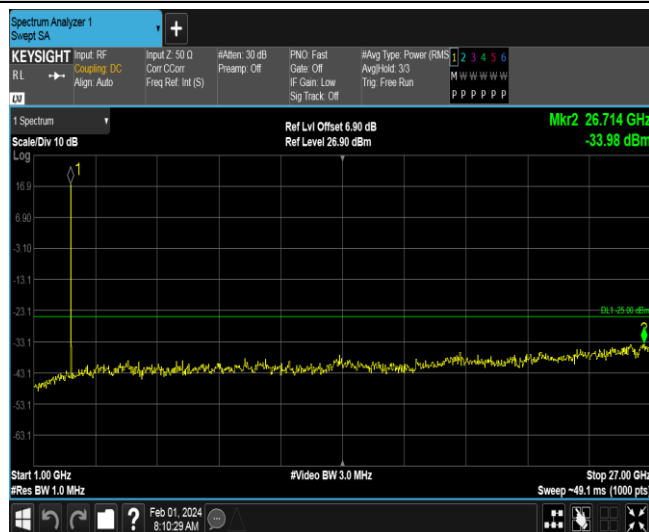 Spectrum Analyzer 1
Swept SA
+
KEYSIGHT
RL
LXI
Input: RF
Coupling: DC
Align: Auto
Input Z: 50 Ω
Corr CCorr
Freq Ref: Int (S)
#Atten: 30 dB
Preamp: Off
PNO: Fast
Gate: Off
IF Gain: Low
Sig Track: Off
#Avg Type: Power (RMS
Avg|Hold: 3/3
Trig: Free Run
1 2 3 4 5 6
M W W W W W
P P P P P P
1 Spectrum
Scale/Div 10 dB
Log
Ref Lvl Offset 6.90 dB
Ref Level 26.90 dBm
Mkr2 26.714 GHz
-33.98 dBm
1
16.9
6.90
-3.10
-13.1
-23.1
DL1 -25.00 dBm
2
-33.1
-43.1
-53.1
-63.1
Start 1.00 GHz
#Res BW 1.0 MHz
#Video BW 3.0 MHz
Stop 27.00 GHz
Sweep ~49.1 ms (1000 pts)
?
Feb 01, 2024
8:10:29 AM